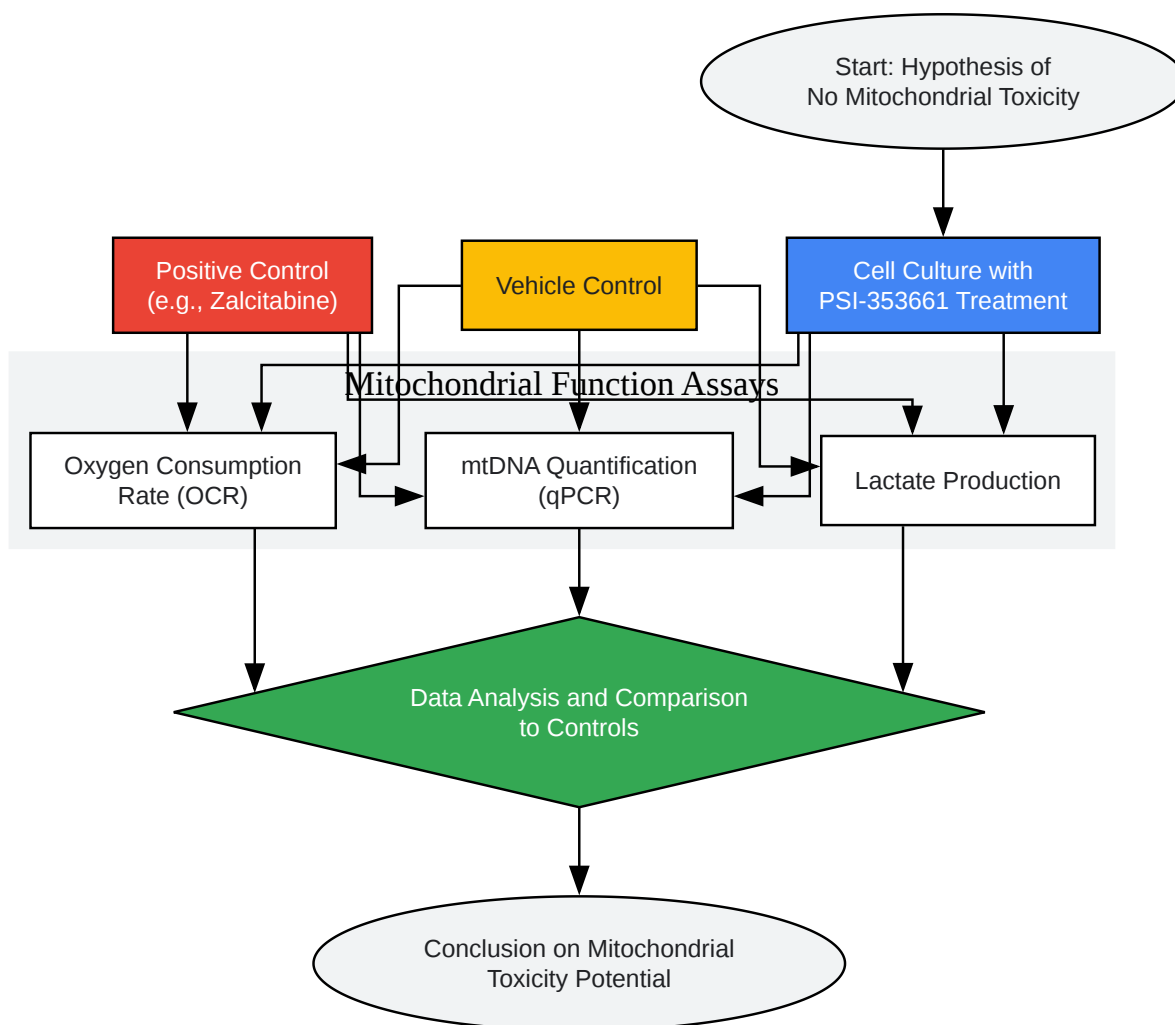 Start: Hypothesis of
No Mitochondrial Toxicity
Positive Control
(e.g., Zalcitabine)
Vehicle Control
Cell Culture with
PSI-353661 Treatment
Mitochondrial Function Assays
Oxygen Consumption
Rate (OCR)
mtDNA Quantification
(qPCR)
Lactate Production
Data Analysis and Comparison
to Controls
Conclusion on Mitochondrial
Toxicity Potential